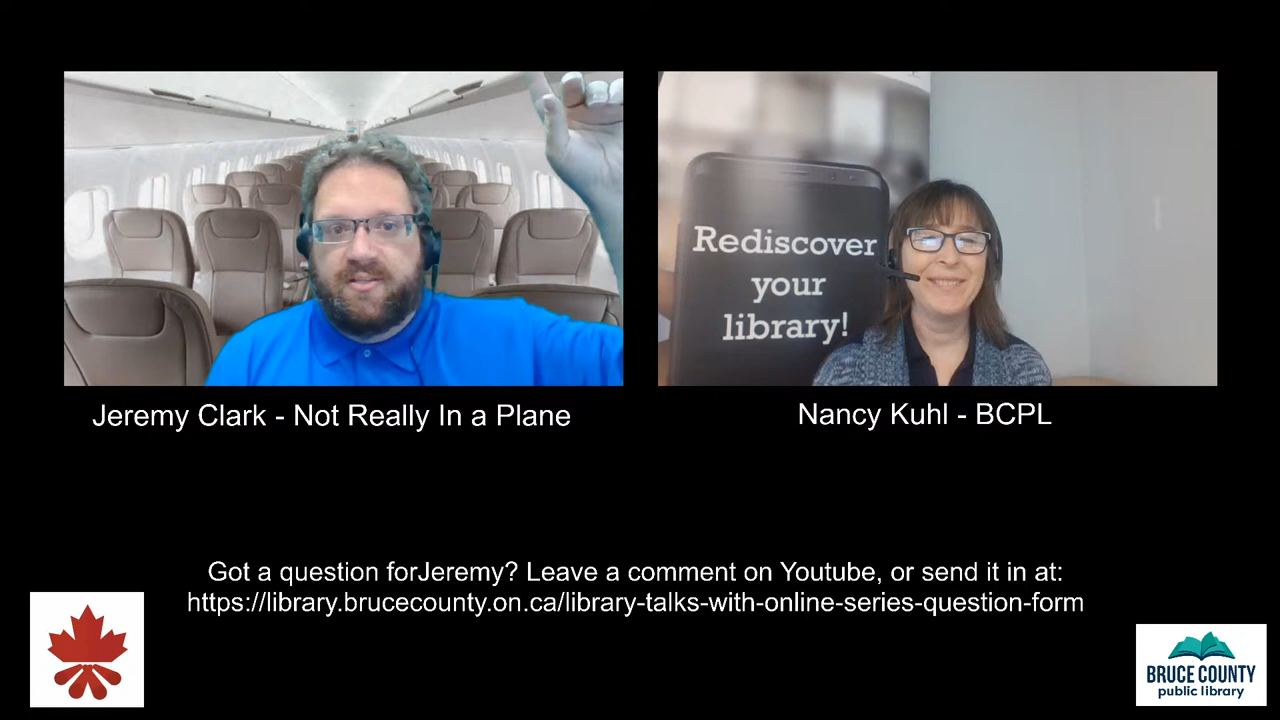 Rediscover
your
library!
Jeremy Clark - Not Really In a Plane
Nancy Kuhl - BCPL
Got a question forJeremy? Leave a comment on Youtube, or send it in at:
https://library.brucecounty.on.ca/library-talks-with-online-series-question-form
BRUCE COUNTY
public library